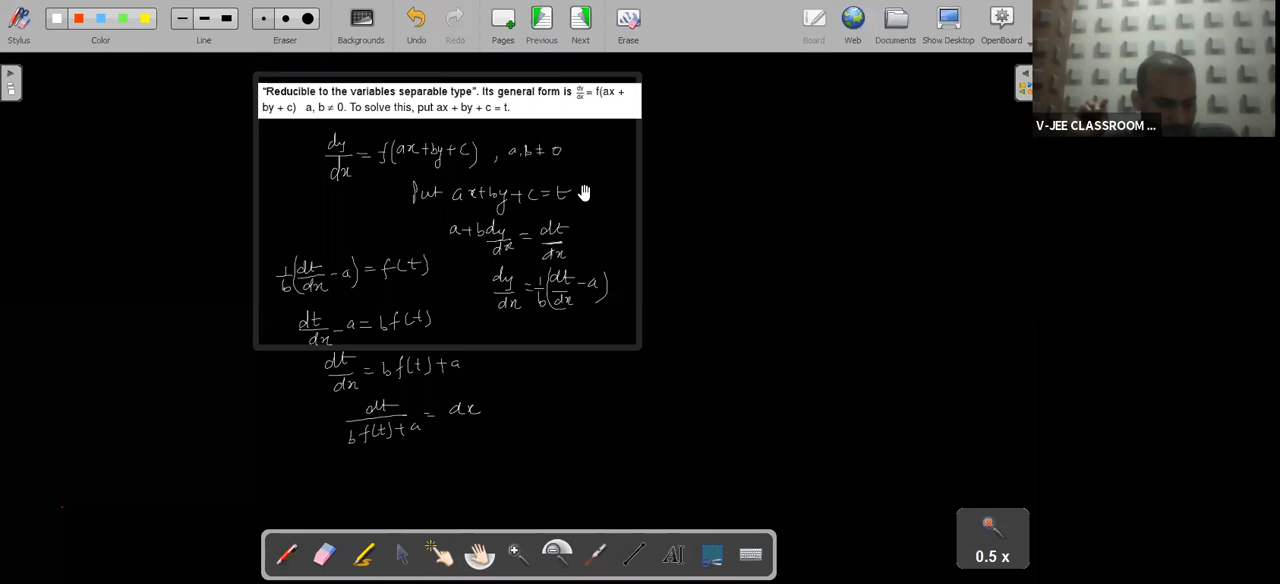 Stylus Color Line Eraser Backgrounds Undo Redo Pages Previous Next Erase Board Web Documents Show Desktop OpenBoard
"Reducible to the variables separable type". Its general form is dy/dx = f(ax +
by + c) a, b ≠ 0. To solve this, put ax + by + c = t.
V-JEE CLASSROOM ...
dy/dx = f(ax+by+c) , a,b ≠ 0
Put ax+by+c=t
a+b dy/dx = dt/dx
1/b(dt/dx - a) = f(t)
dy/dx = 1/b(dt/dx - a)
dt/dx - a = bf(t)
dt/dx = bf(t)+a
dt/bf(t)+a = dx
AI
0.5 x